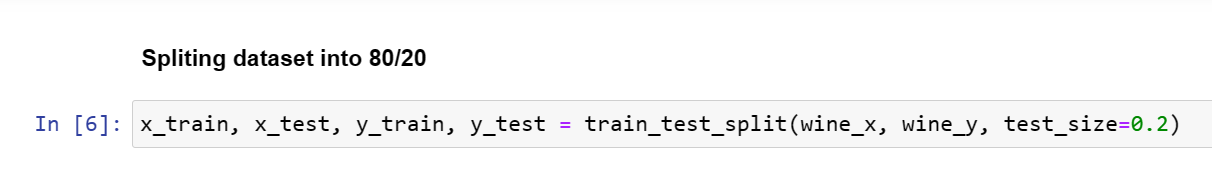 Spliting dataset into 80/20
In [6]: x_train, x_test, y_train, y_test = train_test_split(wine_x, wine_y, test_size=0.2)